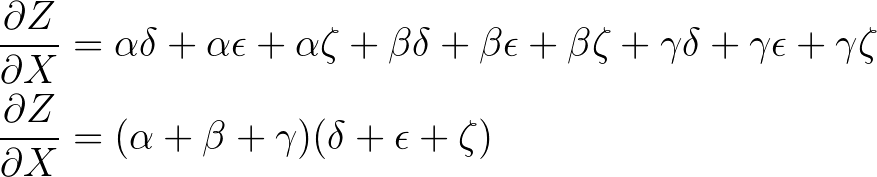 ∂Z/∂X = αδ + αϵ + αζ + βδ + βϵ + βζ + γδ + γϵ + γζ
∂Z/∂X = (α + β + γ)(δ + ϵ + ζ)